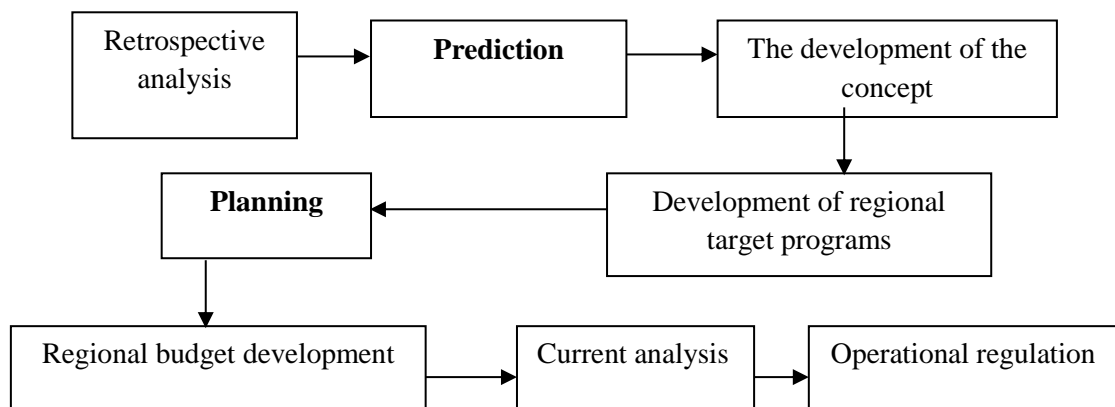 Retrospective
analysis
Prediction
The development of the
concept
Planning
Development of regional
target programs
Regional budget development
Current analysis
Operational regulation